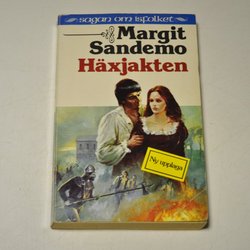 sagan om isfolket
Margit
Sandemo
Häxjakten
Ny upplaga